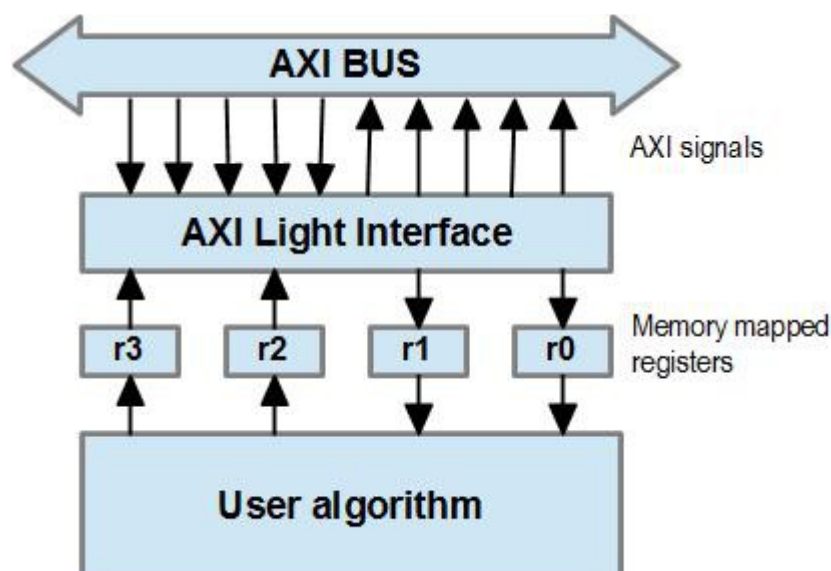 AXI BUS
AXI signals
AXI Light Interface
r3
r2
r1
r0
Memory mapped
registers
User algorithm